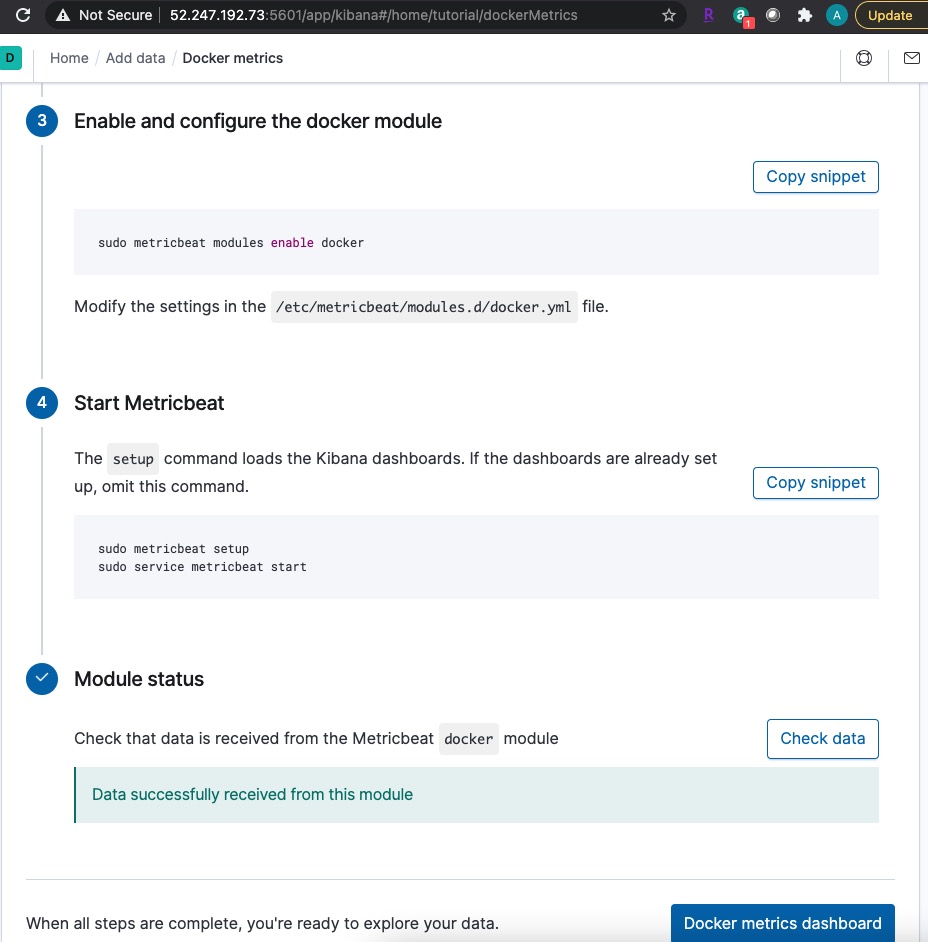 Not Secure 52.247.192.73:5601/app/kibana#/home/tutorial/dockerMetrics R a 1 A Update
D Home / Add data / Docker metrics
3 Enable and configure the docker module
Copy snippet
sudo metricbeat modules enable docker
Modify the settings in the /etc/metricbeat/modules.d/docker.yml file.
4 Start Metricbeat
The setup command loads the Kibana dashboards. If the dashboards are already set
up, omit this command.
Copy snippet
sudo metricbeat setup
sudo service metricbeat start
Module status
Check that data is received from the Metricbeat docker module
Check data
Data successfully received from this module
When all steps are complete, you're ready to explore your data.
Docker metrics dashboard